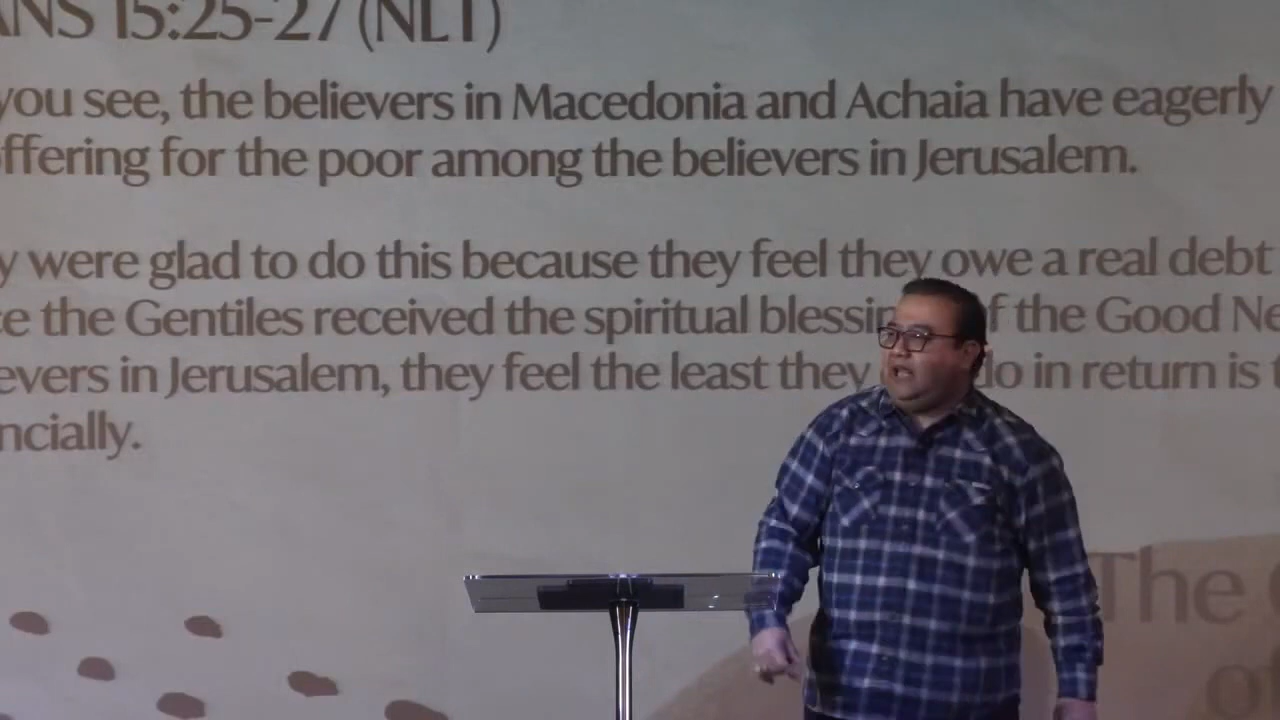 ANS 15:25-27 (NLT)
you see, the believers in Macedonia and Achaia have eagerly
offering for the poor among the believers in Jerusalem.
y were glad to do this because they feel they owe a real debt
ce the Gentiles received the spiritual blessin f the Good Ne
evers in Jerusalem, they feel the least they do in return is t
ncially.
The
of